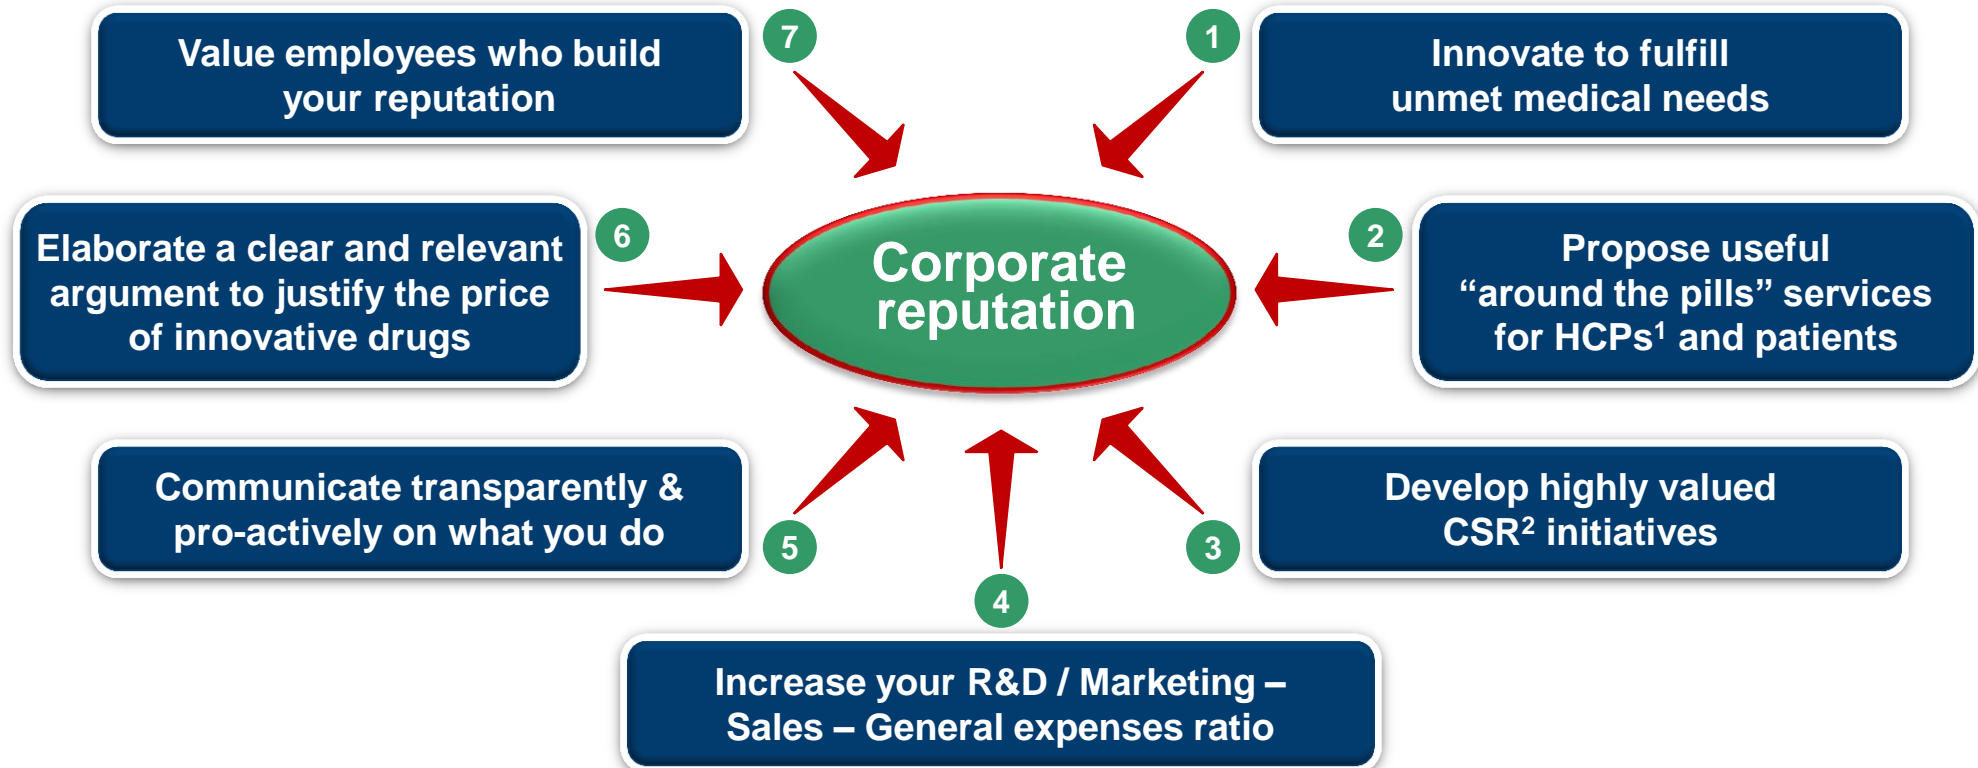 7
Value employees who build
your reputation
1
Innovate to fulfill
unmet medical needs
6
Elaborate a clear and relevant
argument to justify the price
of innovative drugs
Corporate
reputation
2
Propose useful
“around the pills” services
for HCPs¹ and patients
Communicate transparently &
pro-actively on what you do
5
3
Develop highly valued
CSR² initiatives
4
Increase your R&D / Marketing –
Sales – General expenses ratio